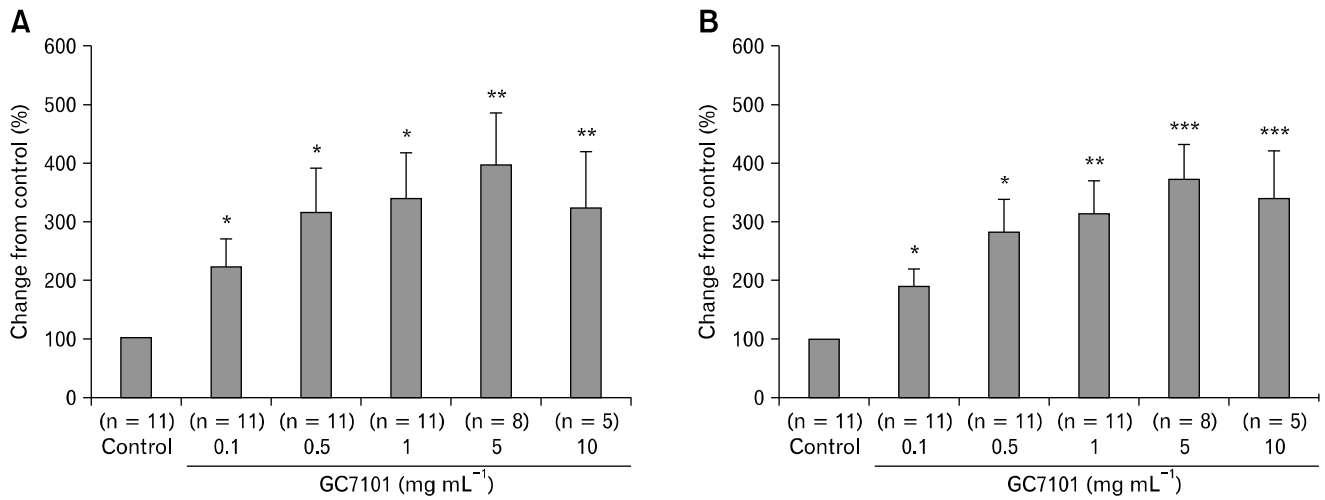 A
Change from control (%)
600
500
400
300
200
100
0
* * * ** **
(n = 11) (n = 11) (n = 11) (n = 11) (n = 8) (n = 5)
Control 0.1 0.5 1 5 10
GC7101 (mg mL⁻¹)
B
Change from control (%)
600
500
400
300
200
100
0
* * ** *** ***
(n = 11) (n = 11) (n = 11) (n = 11) (n = 8) (n = 5)
Control 0.1 0.5 1 5 10
GC7101 (mg mL⁻¹)